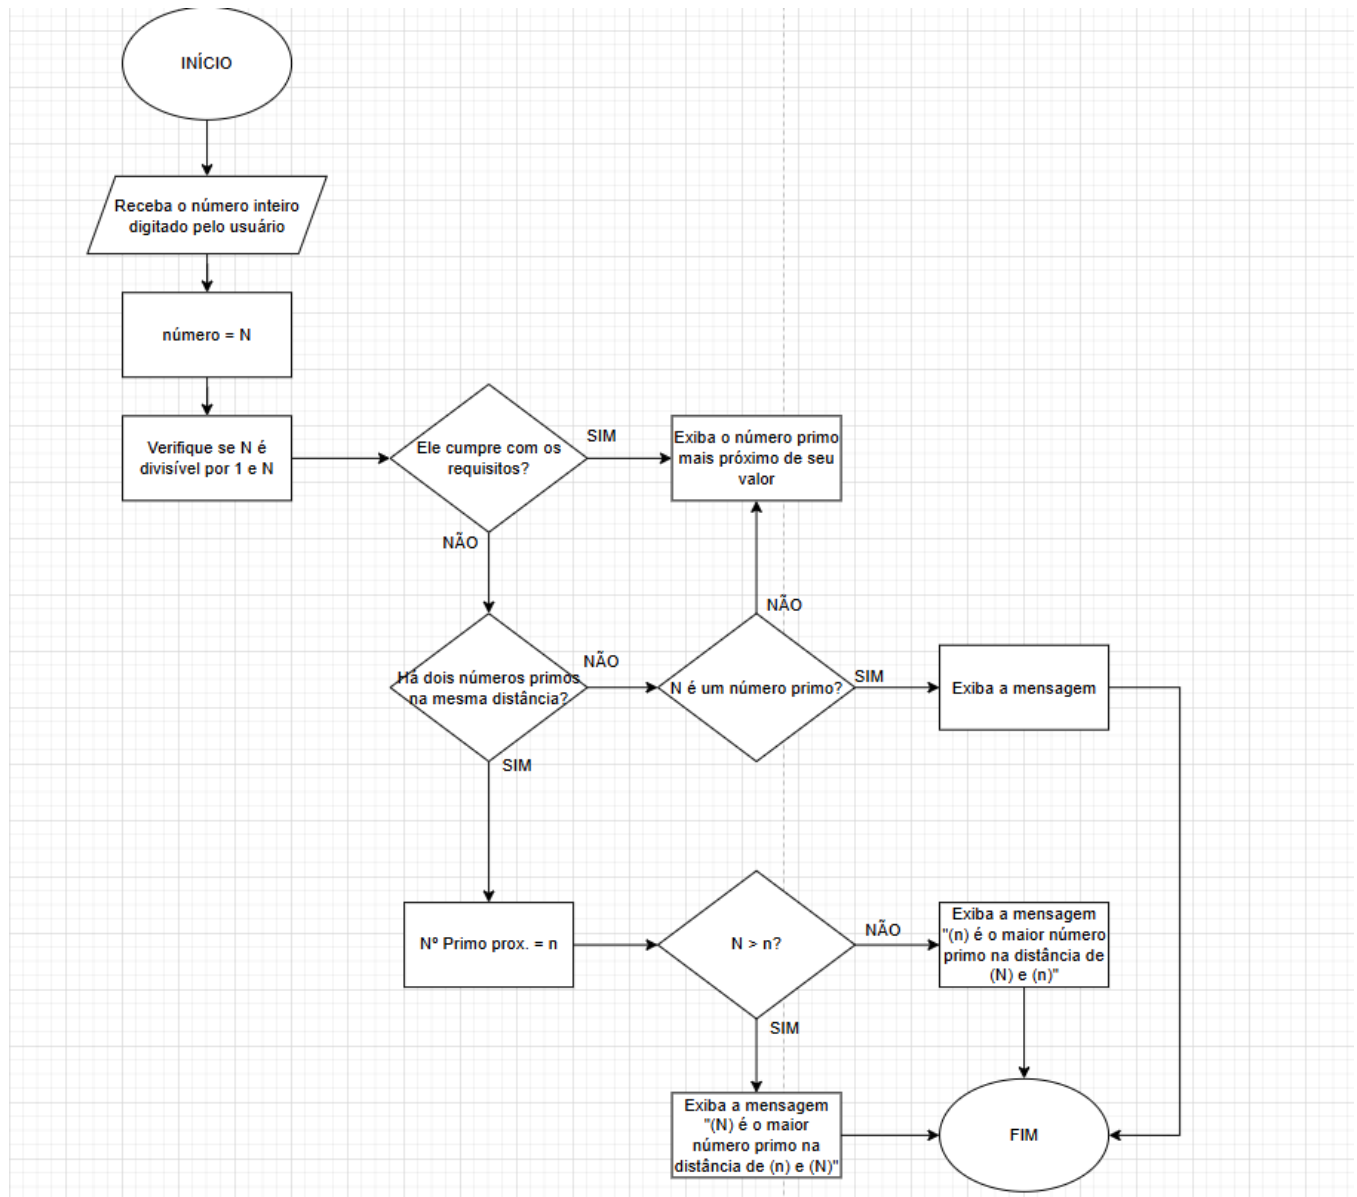 INÍCIO
Receba o número inteiro
digitado pelo usuário
número = N
Verifique se N é
divisível por 1 e N
Ele cumpre com os
requisitos?
SIM
Exiba o número primo
mais próximo de seu
valor
NÃO
NÃO
Há dois números primos
na mesma distância?
NÃO
N é um número primo?
SIM
Exiba a mensagem
SIM
Nº Primo prox. = n
N > n?
NÃO
Exiba a mensagem
"(n) é o maior número
primo na distância de
(N) e (n)"
SIM
Exiba a mensagem
"(N) é o maior
número primo na
distância de (n) e (N)"
FIM